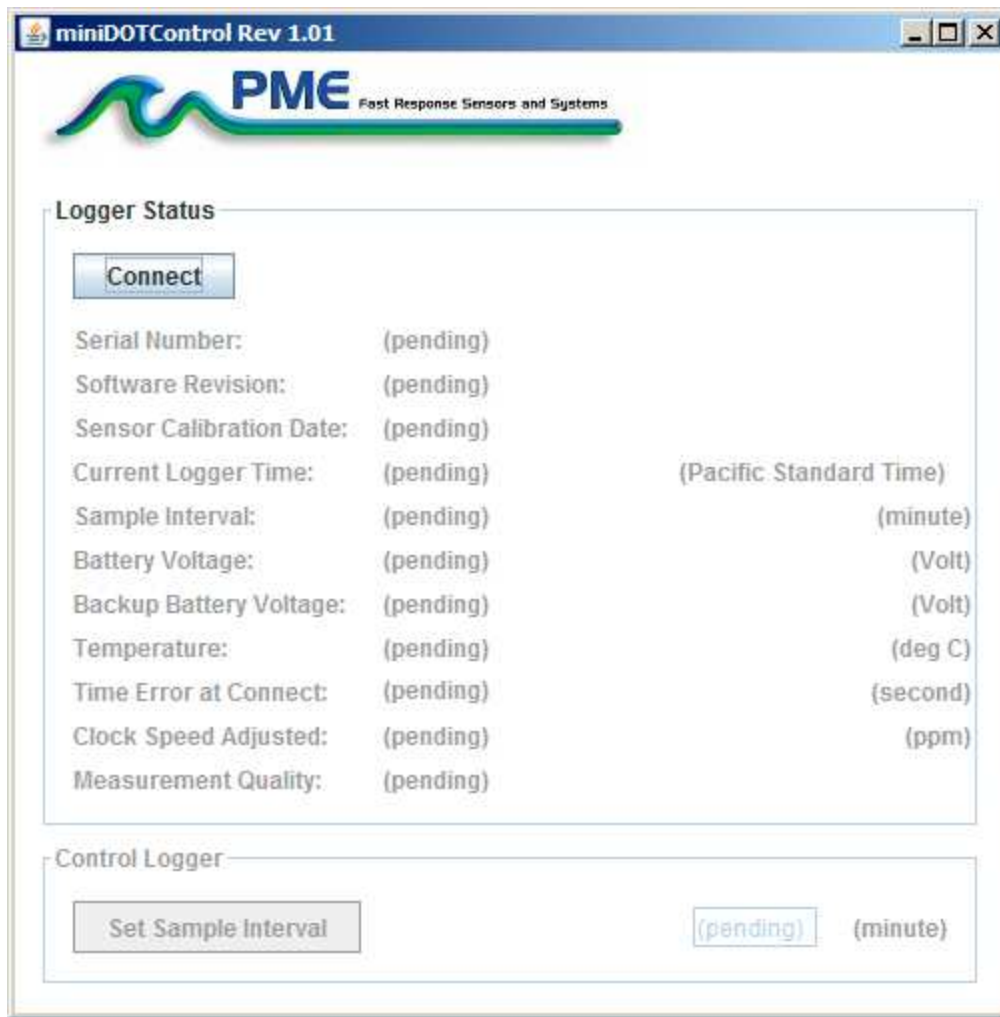 miniDOTControl Rev 1.01
PME Fast Response Sensors and Systems
Logger Status
Connect
Serial Number: (pending)
Software Revision: (pending)
Sensor Calibration Date: (pending)
Current Logger Time: (pending) (Pacific Standard Time)
Sample Interval: (pending) (minute)
Battery Voltage: (pending) (Volt)
Backup Battery Voltage: (pending) (Volt)
Temperature: (pending) (deg C)
Time Error at Connect: (pending) (second)
Clock Speed Adjusted: (pending) (ppm)
Measurement Quality: (pending)
Control Logger
Set Sample Interval (pending) (minute)